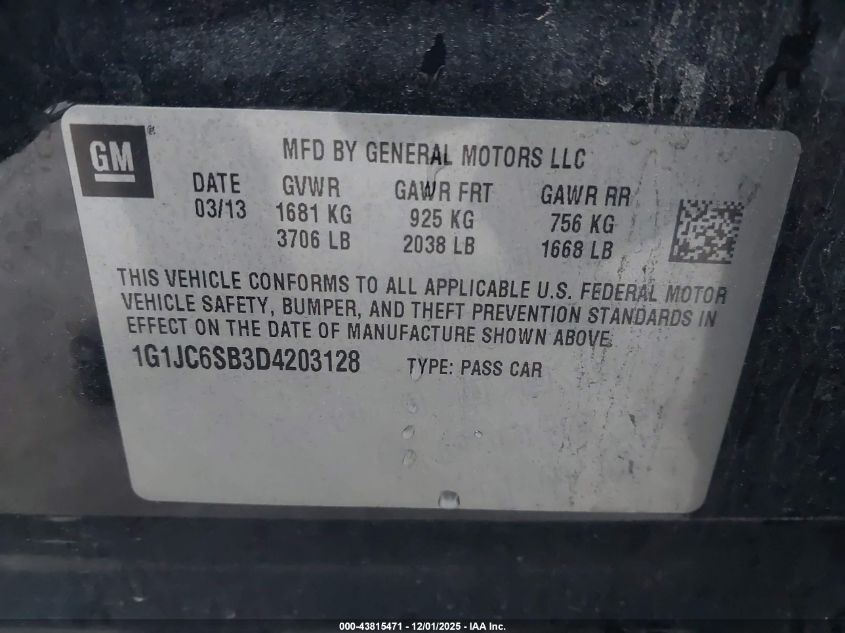 GM®
MFD BY GENERAL MOTORS LLC
DATE GVWR GAWR FRT GAWR RR
03/13 1681 KG 925 KG 756 KG
3706 LB 2038 LB 1668 LB
THIS VEHICLE CONFORMS TO ALL APPLICABLE U.S. FEDERAL MOTOR
VEHICLE SAFETY, BUMPER, AND THEFT PREVENTION STANDARDS IN
EFFECT ON THE DATE OF MANUFACTURE SHOWN ABOVE.
1G1JC6SB3D4203128 TYPE: PASS CAR
000-43815471 - 12/01/2025 - IAA Inc.